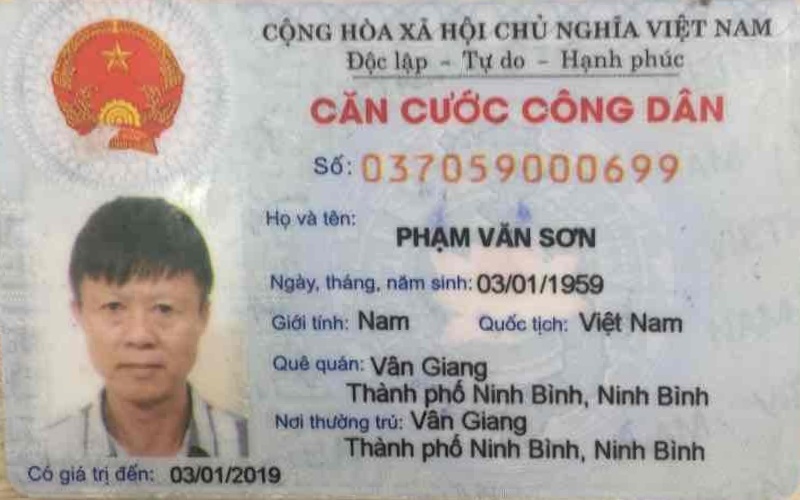 CỘNG HÒA XÃ HỘI CHỦ NGHĨA VIỆT NAM
Độc lập - Tự do - Hạnh phúc
CĂN CƯỚC CÔNG DÂN
Số: 037059000699
Họ và tên:
PHẠM VĂN SƠN
Ngày, tháng, năm sinh: 03/01/1959
Giới tính: Nam Quốc tịch: Việt Nam
Quê quán: Vân Giang
Thành phố Ninh Bình, Ninh Bình
Nơi thường trú: Vân Giang
Thành phố Ninh Bình, Ninh Bình
Có giá trị đến: 03/01/2019